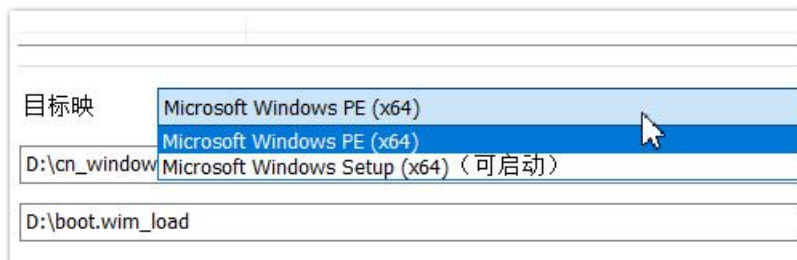 目标映
Microsoft Windows PE (x64)
Microsoft Windows PE (x64)
D:\cn_window
Microsoft Windows Setup (x64)（可启动）
D:\boot.wim_load